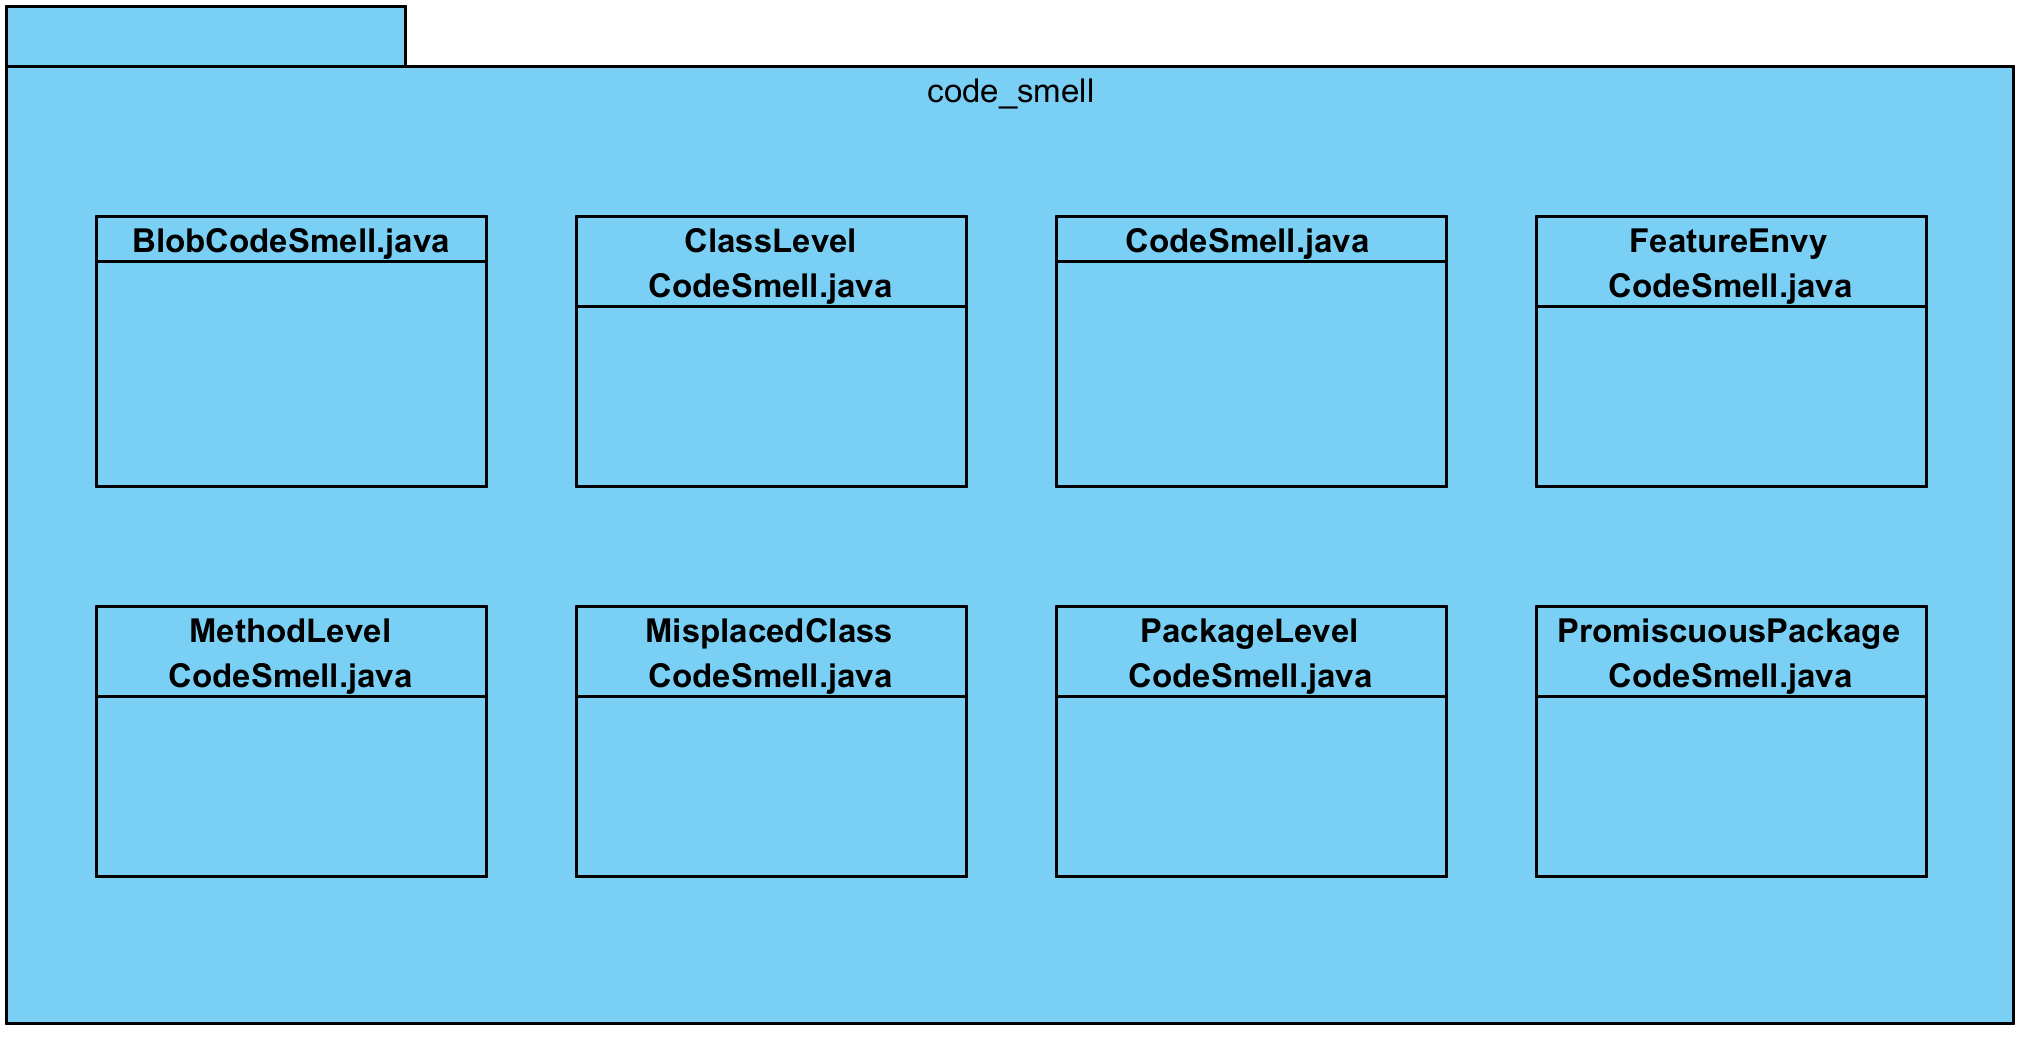 code_smell
BlobCodeSmell.java
ClassLevel
CodeSmell.java
CodeSmell.java
FeatureEnvy
CodeSmell.java
MethodLevel
CodeSmell.java
MisplacedClass
CodeSmell.java
PackageLevel
CodeSmell.java
PromiscuousPackage
CodeSmell.java